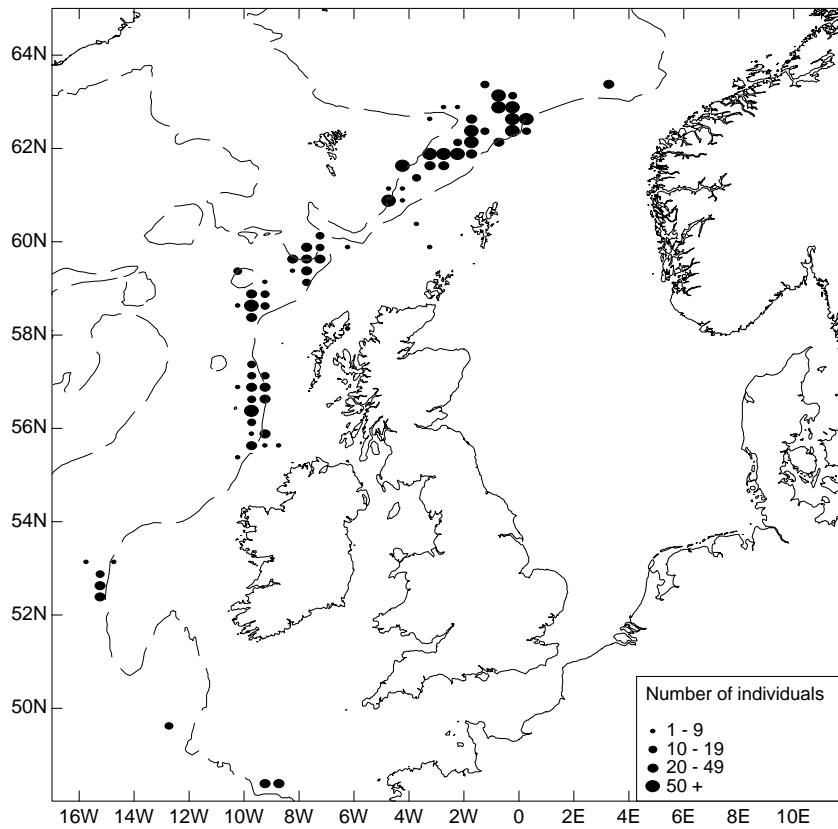 64N
62N
60N
58N
56N
54N
52N
50N
Number of individuals
1 - 9
10 - 19
20 - 49
50 +
16W 14W 12W 10W 8W 6W 4W 2W 0 2E 4E 6E 8E 10E